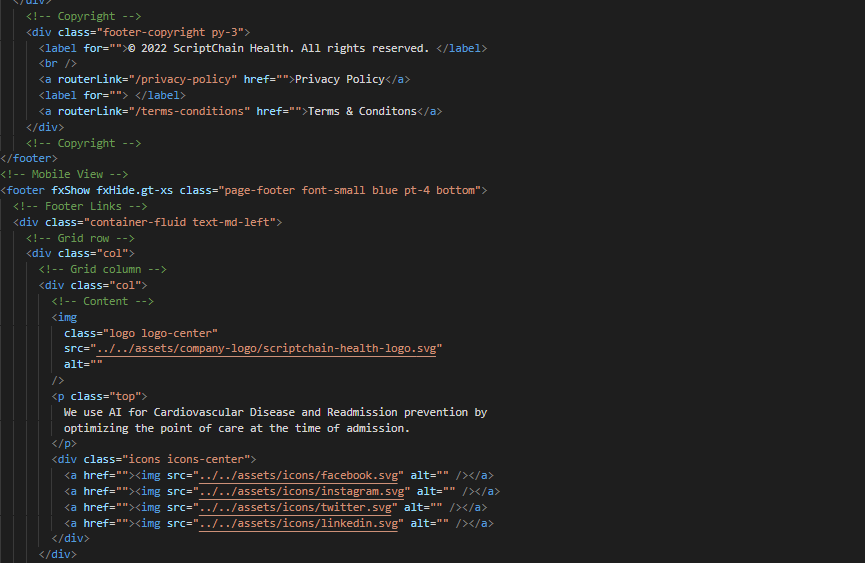 </div>
<!-- Copyright -->
<div class="footer-copyright py-3">
<label for="">© 2022 ScriptChain Health. All rights reserved. </label>
<br />
<a routerLink="/privacy-policy" href="">Privacy Policy</a>
<label for=""> </label>
<a routerLink="/terms-conditions" href="">Terms & Conditons</a>
</div>
<!-- Copyright -->
</footer>
<!-- Mobile View -->
<footer fxShow fxHide.gt-xs class="page-footer font-small blue pt-4 bottom">
<!-- Footer Links -->
<div class="container-fluid text-md-left">
<!-- Grid row -->
<div class="col">
<!-- Grid column -->
<div class="col">
<!-- Content -->
<img
class="logo logo-center"
src="../../assets/company-logo/scriptchain-health-logo.svg"
alt=""
/>
<p class="top">
We use AI for Cardiovascular Disease and Readmission prevention by
optimizing the point of care at the time of admission.
</p>
<div class="icons icons-center">
<a href=""><img src="../../assets/icons/facebook.svg" alt="" /></a>
<a href=""><img src="../../assets/icons/instagram.svg" alt="" /></a>
<a href=""><img src="../../assets/icons/twitter.svg" alt="" /></a>
<a href=""><img src="../../assets/icons/linkedin.svg" alt="" /></a>
</div>
</div>